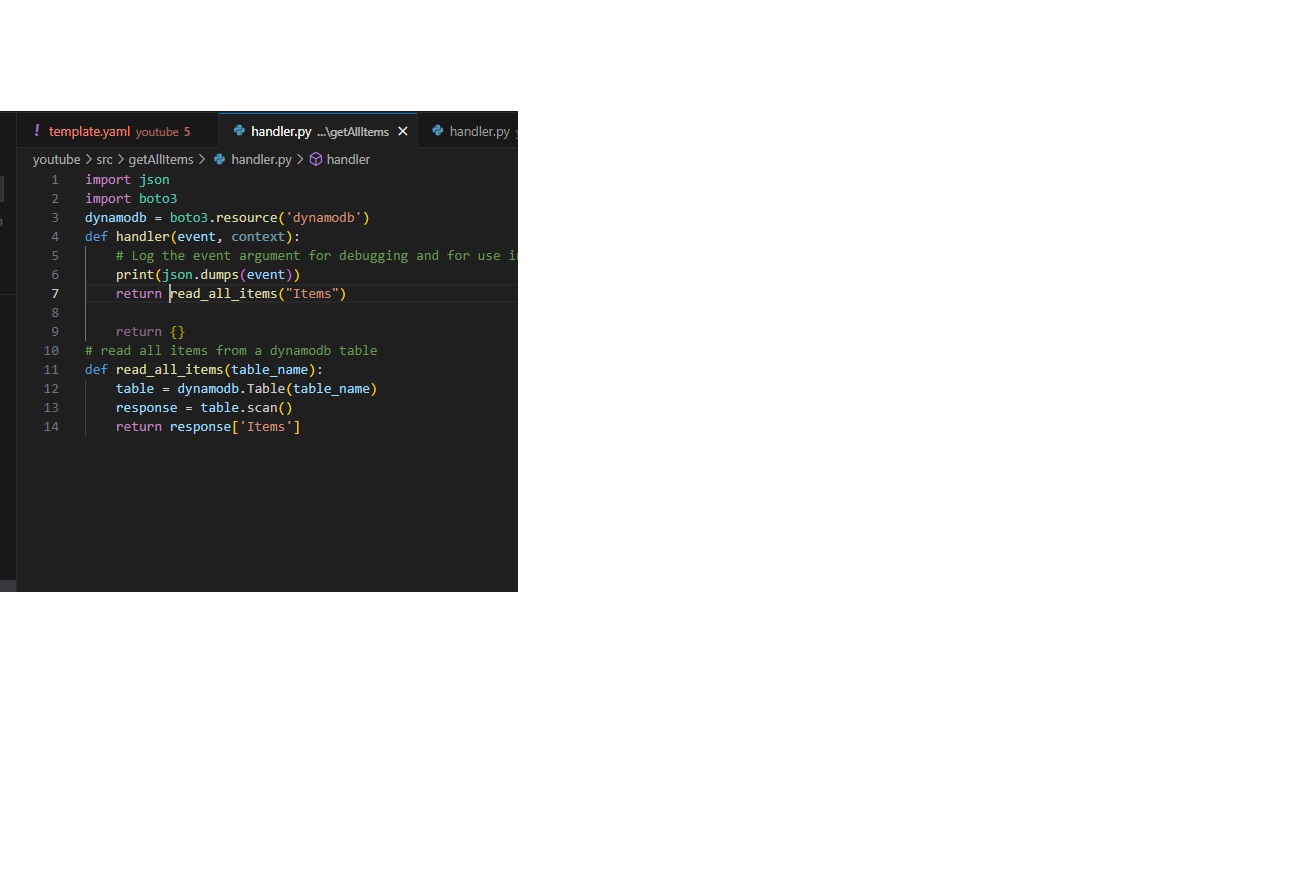 ! template.yaml youtube 5 handler.py ...\getAllItems × handler.py
youtube > src > getAllItems > handler.py > handler
1 import json
2 import boto3
3 dynamodb = boto3.resource('dynamodb')
4 def handler(event, context):
5     # Log the event argument for debugging and for use
6     print(json.dumps(event))
7     return read_all_items("Items")
8
9     return {}
10 # read all items from a dynamodb table
11 def read_all_items(table_name):
12     table = dynamodb.Table(table_name)
13     response = table.scan()
14     return response['Items']